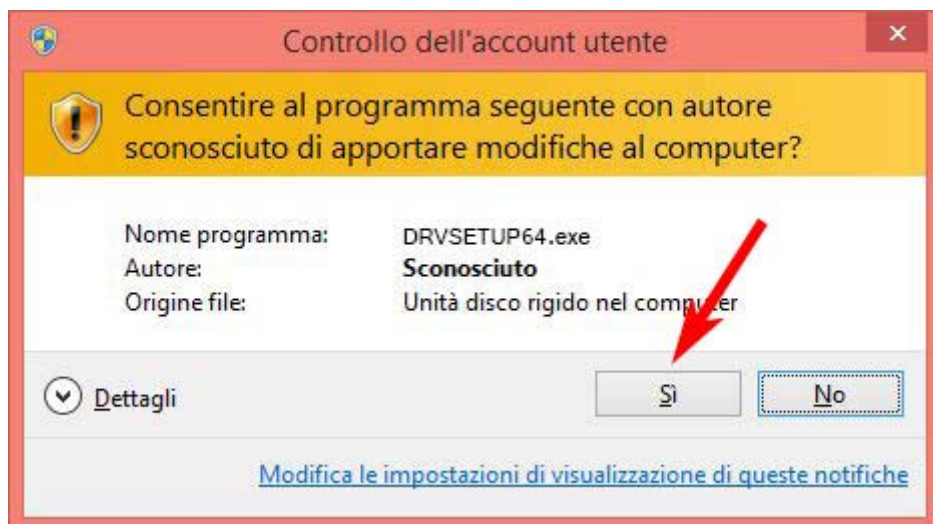 Controllo dell'account utente
Consentire al programma seguente con autore
sconosciuto di apportare modifiche al computer?
Nome programma: DRVSETUP64.exe
Autore: Sconosciuto
Origine file: Unità disco rigido nel computer
Dettagli Sì No
Modifica le impostazioni di visualizzazione di queste notifiche